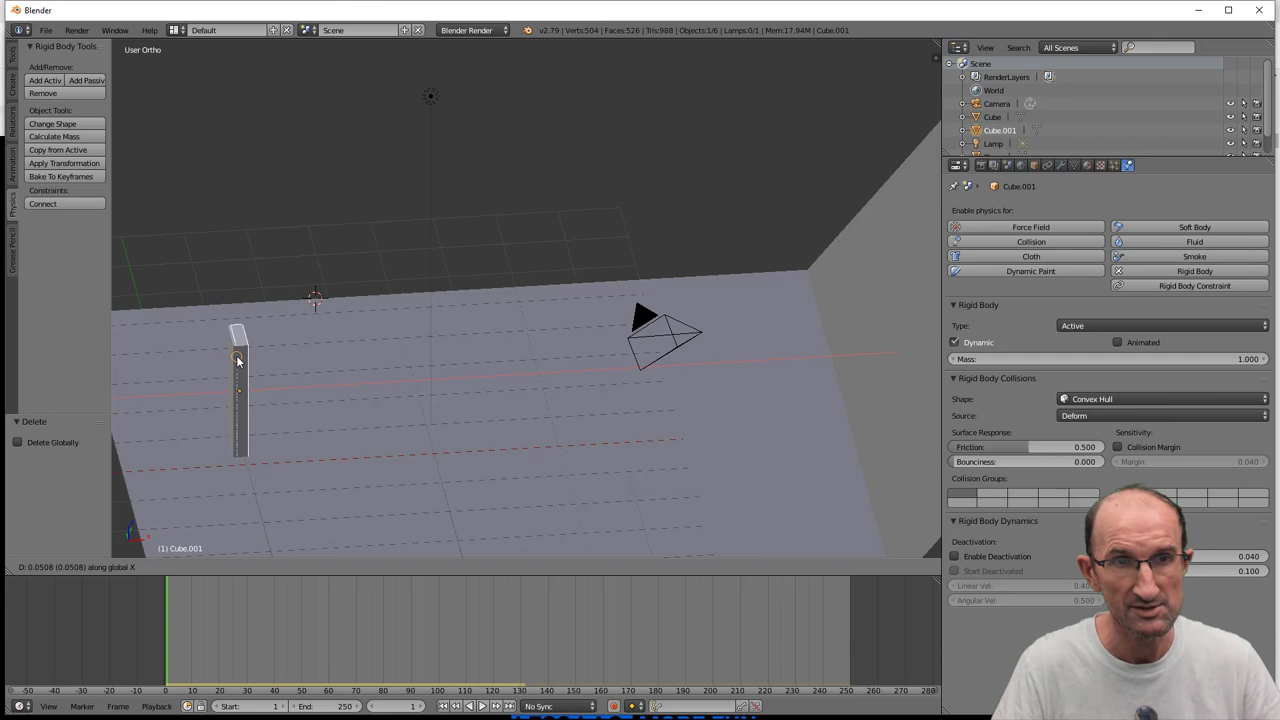 Blender
File Render Window Help Default Scene Blender Render v2.79 | Verts:504 | Faces:526 | Tris:988 | Objects:1/6 | Lamps:0/1 | Mem:17.94M | Cube.001
Tools
Create
Relations
Animation
Physics
Grease Pencil
Rigid Body Tools
Add/Remove:
Add Activ Add Passiv
Remove
Object Tools:
Change Shape
Calculate Mass
Copy from Active
Apply Transformation
Bake To Keyframes
Constraints:
Connect
Delete
Delete Globally
User Ortho
(1) Cube.001
D: 0.0508 (0.0508) along global X
View Search All Scenes
Scene
RenderLayers
World
Camera
Cube
Cube.001
Lamp
Cube.001
Enable physics for:
Force Field Soft Body
Collision Fluid
Cloth Smoke
Dynamic Paint Rigid Body
Rigid Body Constraint
Rigid Body
Type: Active
Dynamic Animated
Mass: 1.000
Rigid Body Collisions
Shape: Convex Hull
Source: Deform
Surface Response: Sensitivity:
Friction: 0.500 Collision Margin
Bounciness: 0.000 Margin: 0.040
Collision Groups:
Rigid Body Dynamics
Deactivation:
Enable Deactivation 0.040
Start Deactivated 0.100
Linear Vel: 0.40
Angular Vel: 0.500
-50 -40 -30 -20 -10 0 10 20 30 40 50 60 70 80 90 100 110 120 130 140 150 160 170 180 190 200 210 220 230 240 250 260 270 280
View Marker Frame Playback Start: 1 End: 250 1 No Sync